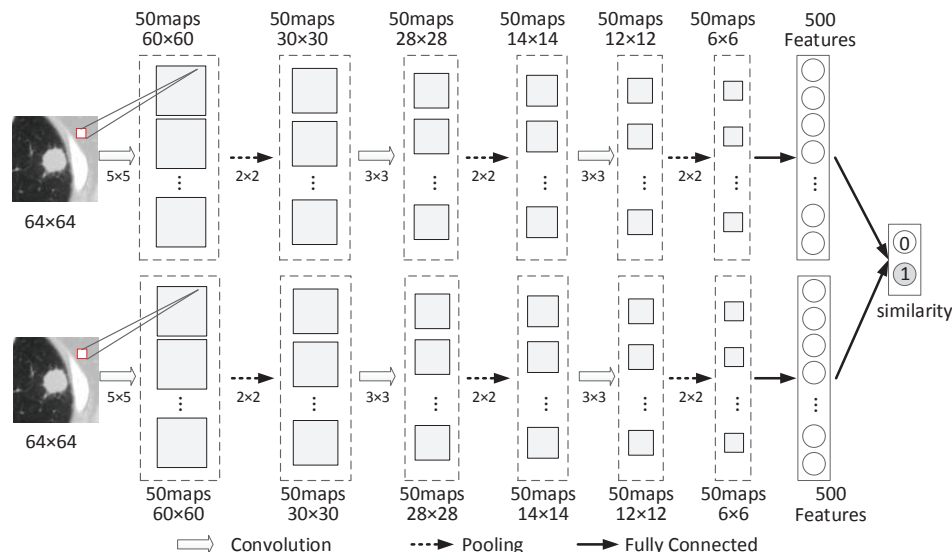 50maps 50maps 50maps 50maps 50maps 50maps 500
60×60 30×30 28×28 14×14 12×12 6×6 Features
5×5 2×2 3×3 2×2 3×3 2×2
64×64
0
1
similarity
5×5 2×2 3×3 2×2 3×3 2×2
64×64
50maps 50maps 50maps 50maps 50maps 50maps 500
60×60 30×30 28×28 14×14 12×12 6×6 Features
Convolution Pooling Fully Connected